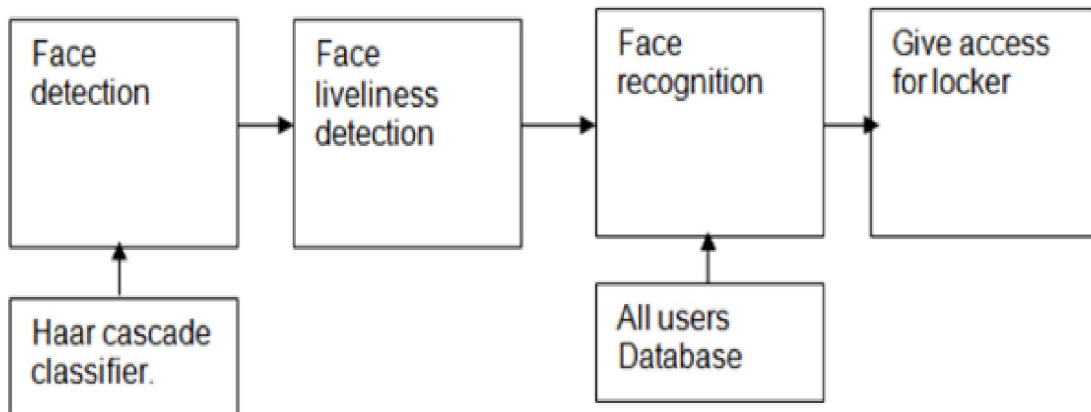 Face
detection
Face
liveliness
detection
Face
recognition
Give access
for locker
Haar cascade
classifier.
All users
Database